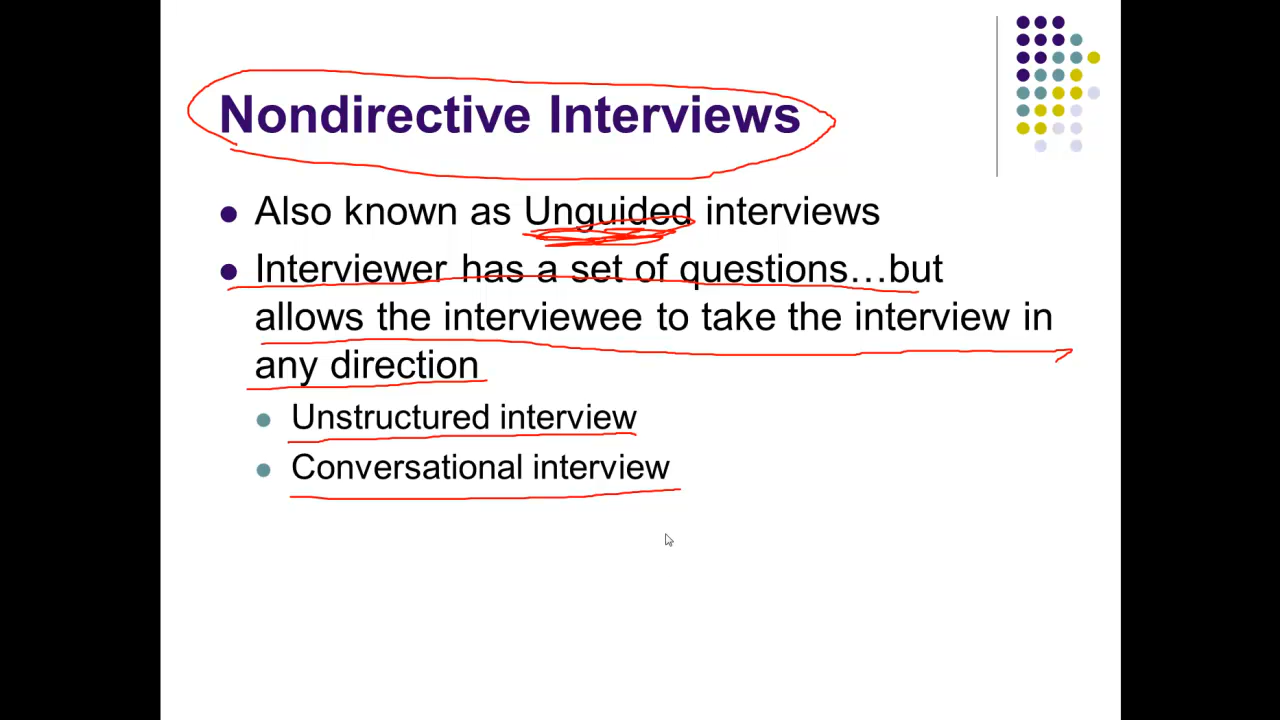 Nondirective Interviews
Also known as Unguided interviews
Interviewer has a set of questions…but
allows the interviewee to take the interview in
any direction
Unstructured interview
Conversational interview